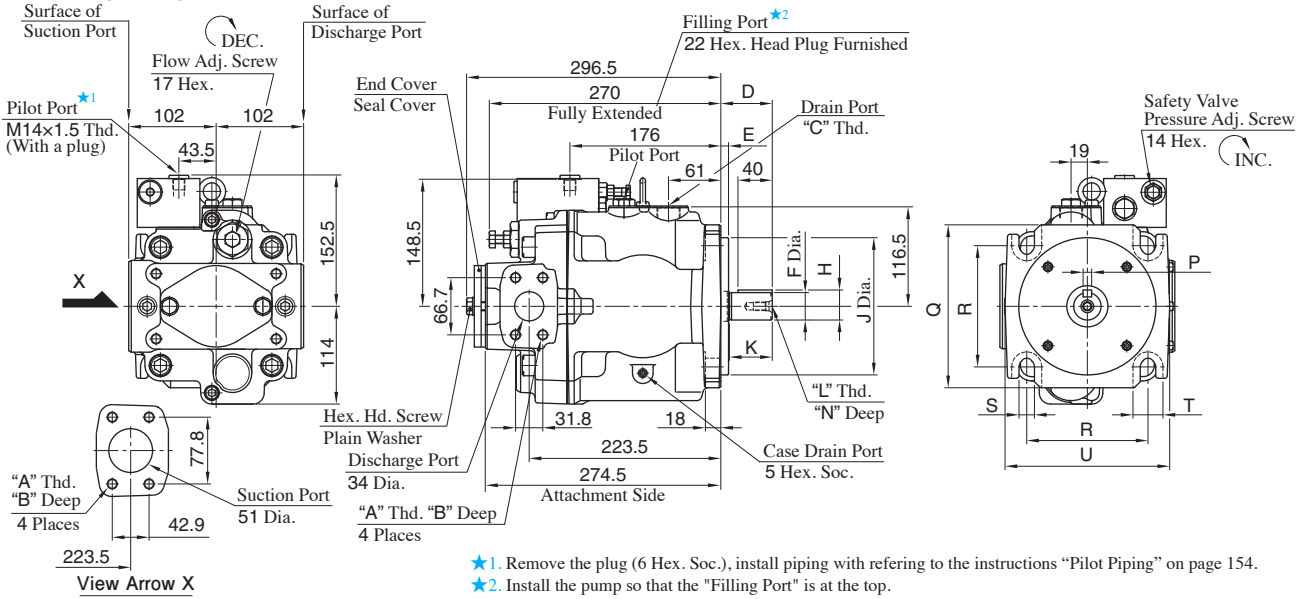 Surface of
Suction Port
DEC.
Flow Adj. Screw
17 Hex.
Surface of
Discharge Port
Pilot Port ★1
M14×1.5 Thd.
(With a plug)
102
102
43.5
152.5
114
X
"A" Thd.
"B" Deep
4 Places
77.8
Suction Port
51 Dia.
42.9
223.5
View Arrow X
Filling Port ★2
22 Hex. Head Plug Furnished
296.5
End Cover
Seal Cover
270
Fully Extended
D
Drain Port
"C" Thd.
176
E
Pilot Port
61
40
148.5
66.7
F Dia.
H
J Dia.
116.5
K
"L" Thd.
"N" Deep
Hex. Hd. Screw
Plain Washer
Discharge Port
34 Dia.
31.8
18
223.5
274.5
Attachment Side
Case Drain Port
5 Hex. Soc.
"A" Thd. "B" Deep
4 Places
Safety Valve
Pressure Adj. Screw
14 Hex.
INC.
19
P
Q
R
S
R
T
U
★1. Remove the plug (6 Hex. Soc.), install piping with refering to the instructions “Pilot Piping” on page 154.
★2. Install the pump so that the "Filling Port" is at the top.